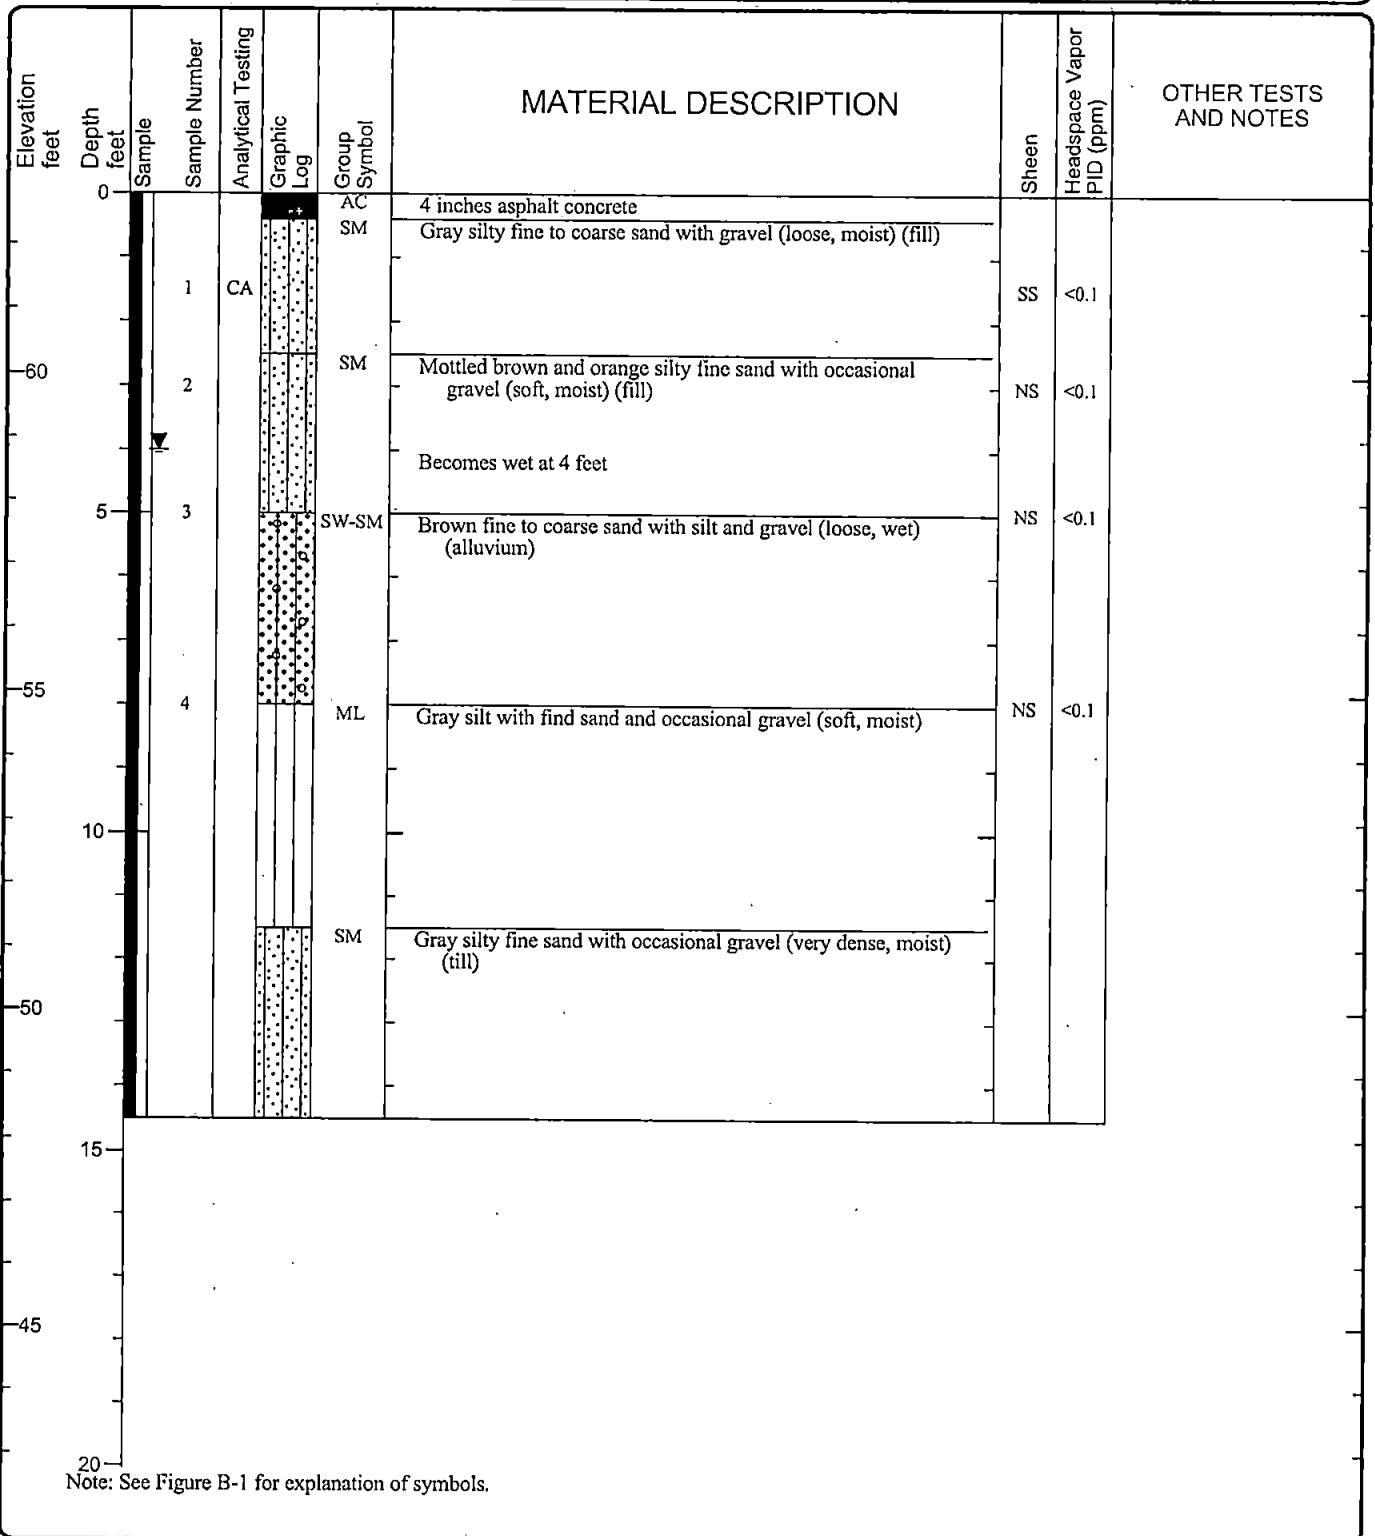 Elevation
feet
Depth
feet
Sample
Sample Number
Analytical Testing
Graphic
Log
Group
Symbol
MATERIAL DESCRIPTION
Sheen
Headspace Vapor
PID (ppm)
OTHER TESTS
AND NOTES
0
AC 4 inches asphalt concrete
SM Gray silty fine to coarse sand with gravel (loose, moist) (fill)
1 CA SS <0.1
60
SM Mottled brown and orange silty fine sand with occasional
gravel (soft, moist) (fill)
2 NS <0.1
Becomes wet at 4 feet
5 3 SW-SM Brown fine to coarse sand with silt and gravel (loose, wet) NS <0.1
(alluvium)
55
4 ML Gray silt with find sand and occasional gravel (soft, moist) NS <0.1
10
SM Gray silty fine sand with occasional gravel (very dense, moist)
(till)
50
15
45
20
Note: See Figure B-1 for explanation of symbols.